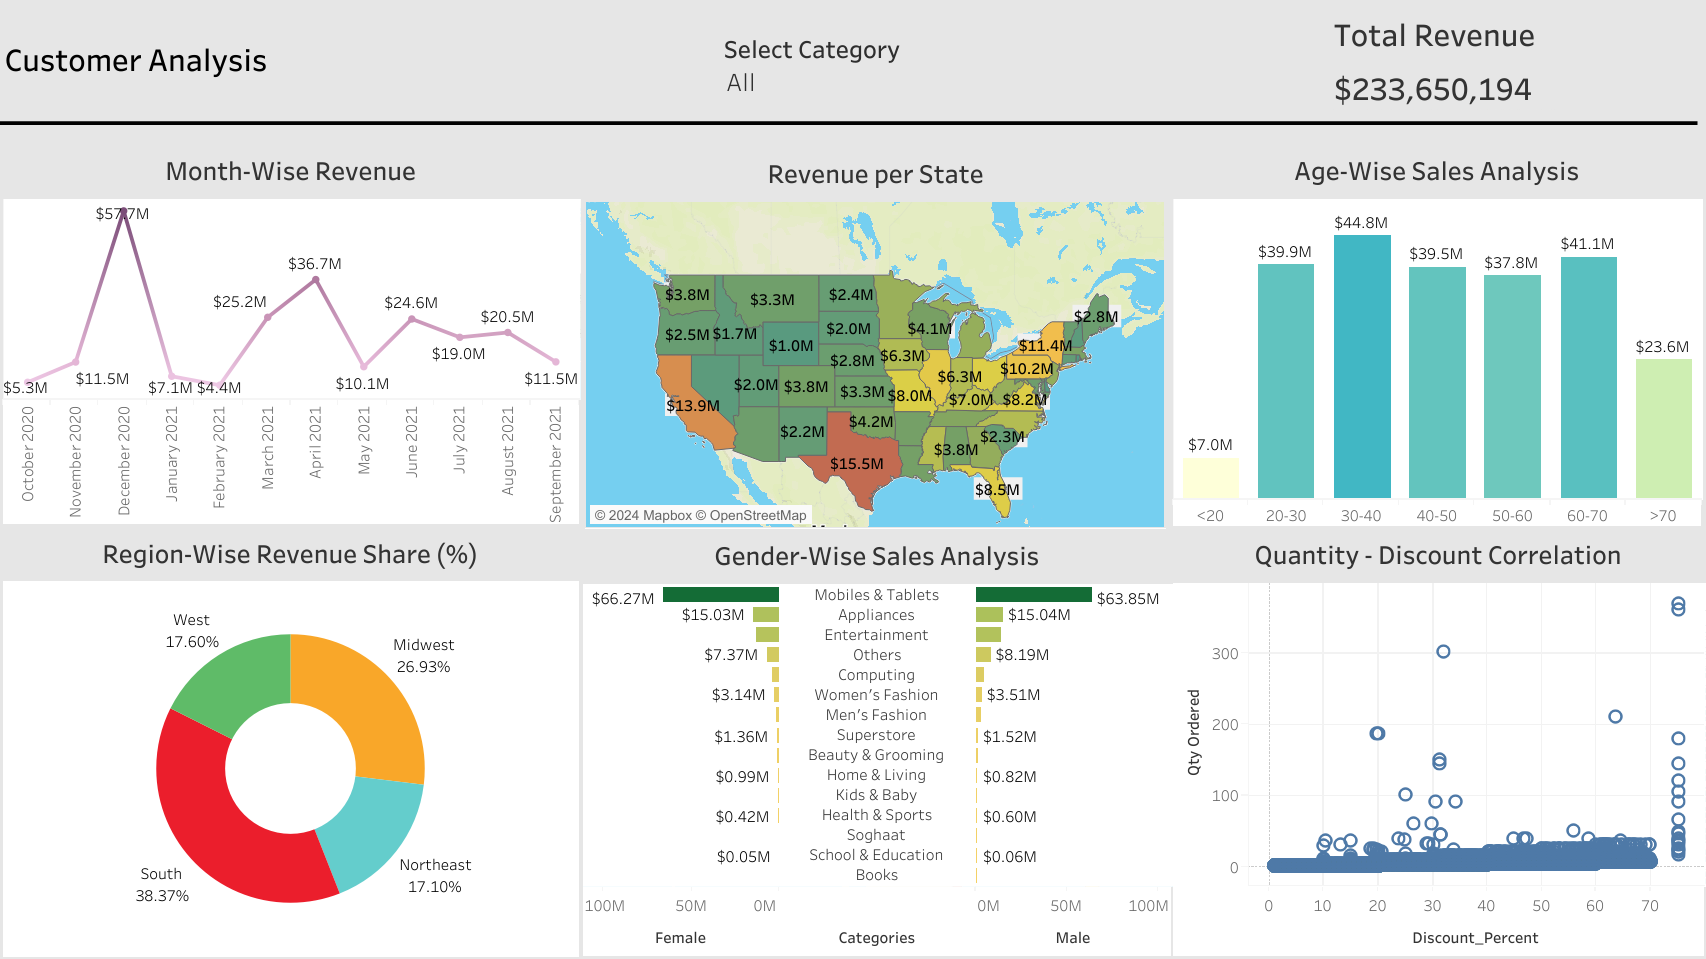 Customer Analysis
Select Category
All
Total Revenue
$233,650,194
Month-Wise Revenue
$57.7M
$36.7M
$25.2M
$24.6M
$20.5M
$19.0M
$5.3M
$11.5M
$7.1M
$4.4M
$10.1M
$11.5M
October 2020
November 2020
December 2020
January 2021
February 2021
March 2021
April 2021
May 2021
June 2021
July 2021
August 2021
September 2021
Revenue per State
$3.8M
$3.3M
$2.4M
$2.8M
$2.5M
$1.7M
$1.0M
$2.0M
$4.1M
$11.4M
$2.0M
$3.8M
$2.8M
$6.3M
$6.3M
$10.2M
$13.9M
$3.3M
$8.0M
$7.0M
$8.2M
$2.2M
$4.2M
$3.8M
$2.3M
$15.5M
$8.5M
© 2024 Mapbox © OpenStreetMap
Age-Wise Sales Analysis
$7.0M
$39.9M
$44.8M
$39.5M
$37.8M
$41.1M
$23.6M
<20
20-30
30-40
40-50
50-60
60-70
>70
Region-Wise Revenue Share (%)
West
17.60%
Midwest
26.93%
South
38.37%
Northeast
17.10%
Gender-Wise Sales Analysis
$66.27M Mobiles & Tablets $63.85M
$15.03M Appliances $15.04M
Entertainment
$7.37M Others $8.19M
Computing
$3.14M Women's Fashion $3.51M
Men's Fashion
$1.36M Superstore $1.52M
Beauty & Grooming
$0.99M Home & Living $0.82M
Kids & Baby
$0.42M Health & Sports $0.60M
Soghaat
$0.05M School & Education $0.06M
Books
100M 50M 0M 0M 50M 100M
Female Categories Male
Quantity - Discount Correlation
Qty Ordered
300
200
100
0
0 10 20 30 40 50 60 70
Discount_Percent